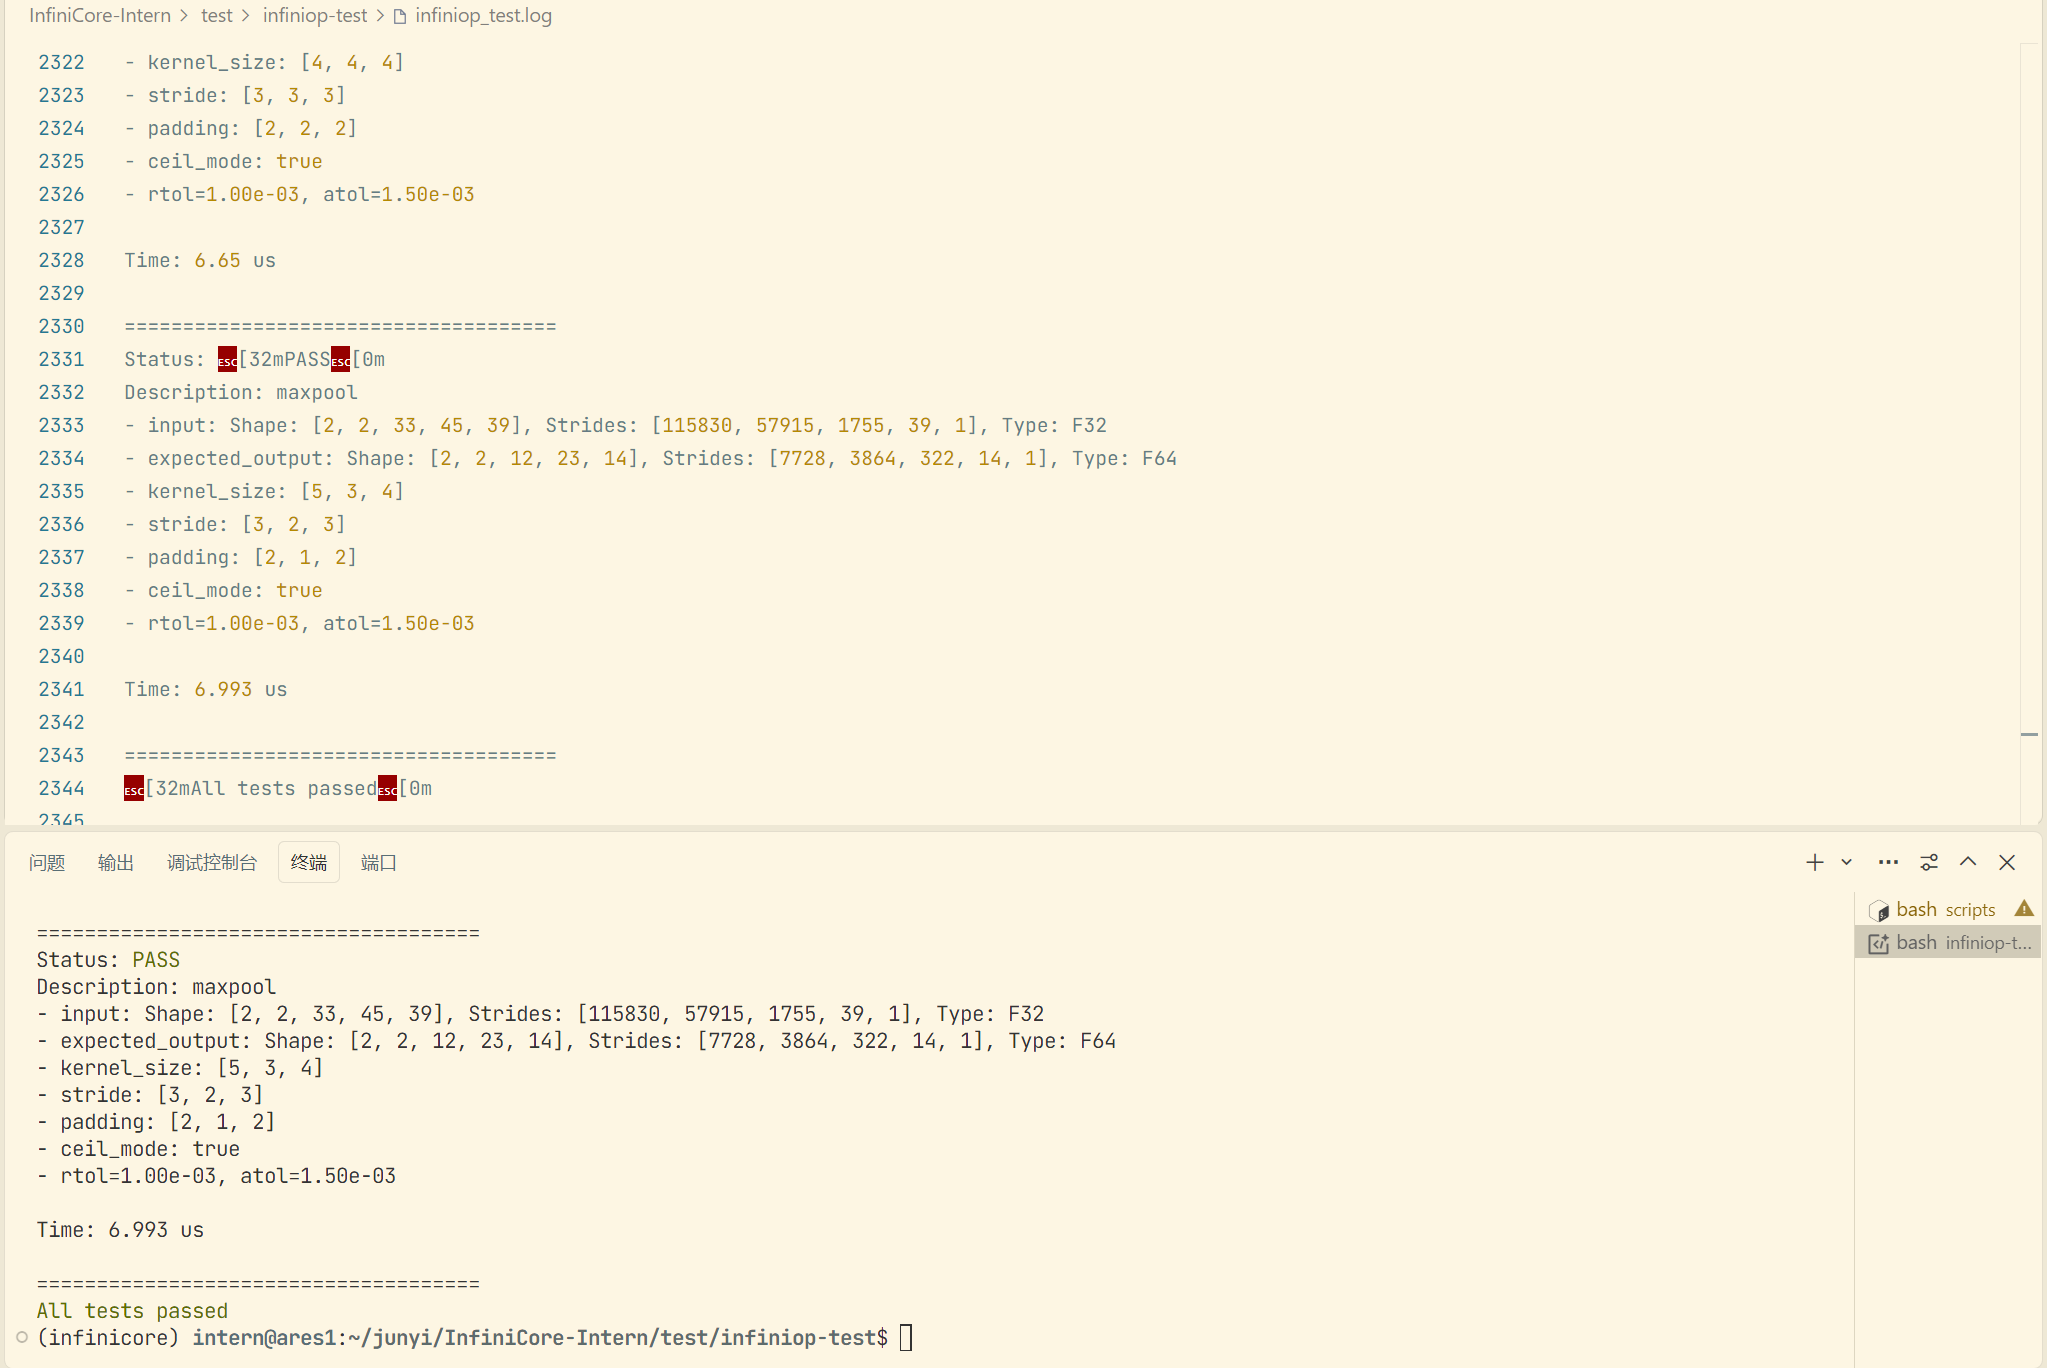 InfiniCore-Intern > test > infiniop-test > infiniop_test.log
2322 - kernel_size: [4, 4, 4]
2323 - stride: [3, 3, 3]
2324 - padding: [2, 2, 2]
2325 - ceil_mode: true
2326 - rtol=1.00e-03, atol=1.50e-03
2327
2328 Time: 6.65 us
2329
2330 =====================================
2331 Status: ESC[32mPASSESC[0m
2332 Description: maxpool
2333 - input: Shape: [2, 2, 33, 45, 39], Strides: [115830, 57915, 1755, 39, 1], Type: F32
2334 - expected_output: Shape: [2, 2, 12, 23, 14], Strides: [7728, 3864, 322, 14, 1], Type: F64
2335 - kernel_size: [5, 3, 4]
2336 - stride: [3, 2, 3]
2337 - padding: [2, 1, 2]
2338 - ceil_mode: true
2339 - rtol=1.00e-03, atol=1.50e-03
2340
2341 Time: 6.993 us
2342
2343 =====================================
2344 ESC[32mAll tests passedESC[0m
2345
问题 输出 调试控制台 终端 端口
bash scripts
bash infiniop-t...
=====================================
Status: PASS
Description: maxpool
- input: Shape: [2, 2, 33, 45, 39], Strides: [115830, 57915, 1755, 39, 1], Type: F32
- expected_output: Shape: [2, 2, 12, 23, 14], Strides: [7728, 3864, 322, 14, 1], Type: F64
- kernel_size: [5, 3, 4]
- stride: [3, 2, 3]
- padding: [2, 1, 2]
- ceil_mode: true
- rtol=1.00e-03, atol=1.50e-03
Time: 6.993 us
=====================================
All tests passed
(infinicore) intern@ares1:~/junyi/InfiniCore-Intern/test/infiniop-test$